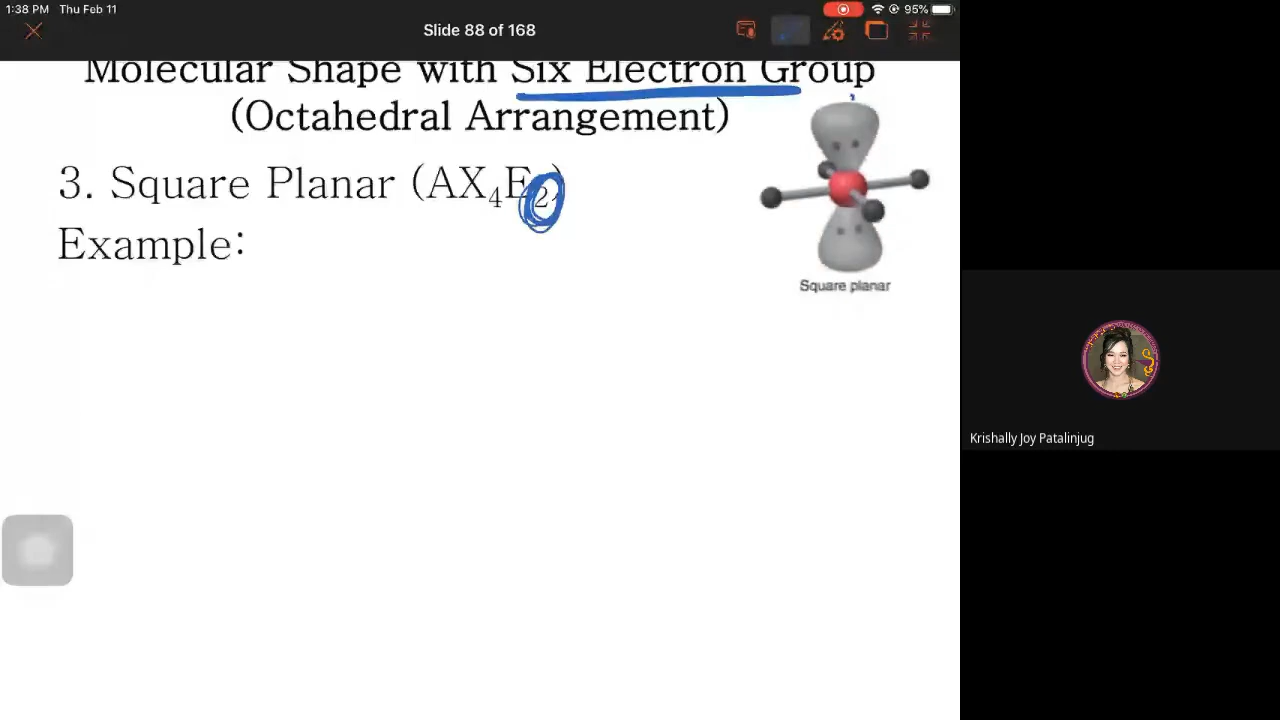 1:38 PM Thu Feb 11
95%
Slide 88 of 168
Molecular Shape with Six Electron Group
(Octahedral Arrangement)
3. Square Planar (AX₄E₂)
Example:
Square planar
Krishally Joy Patalinjug